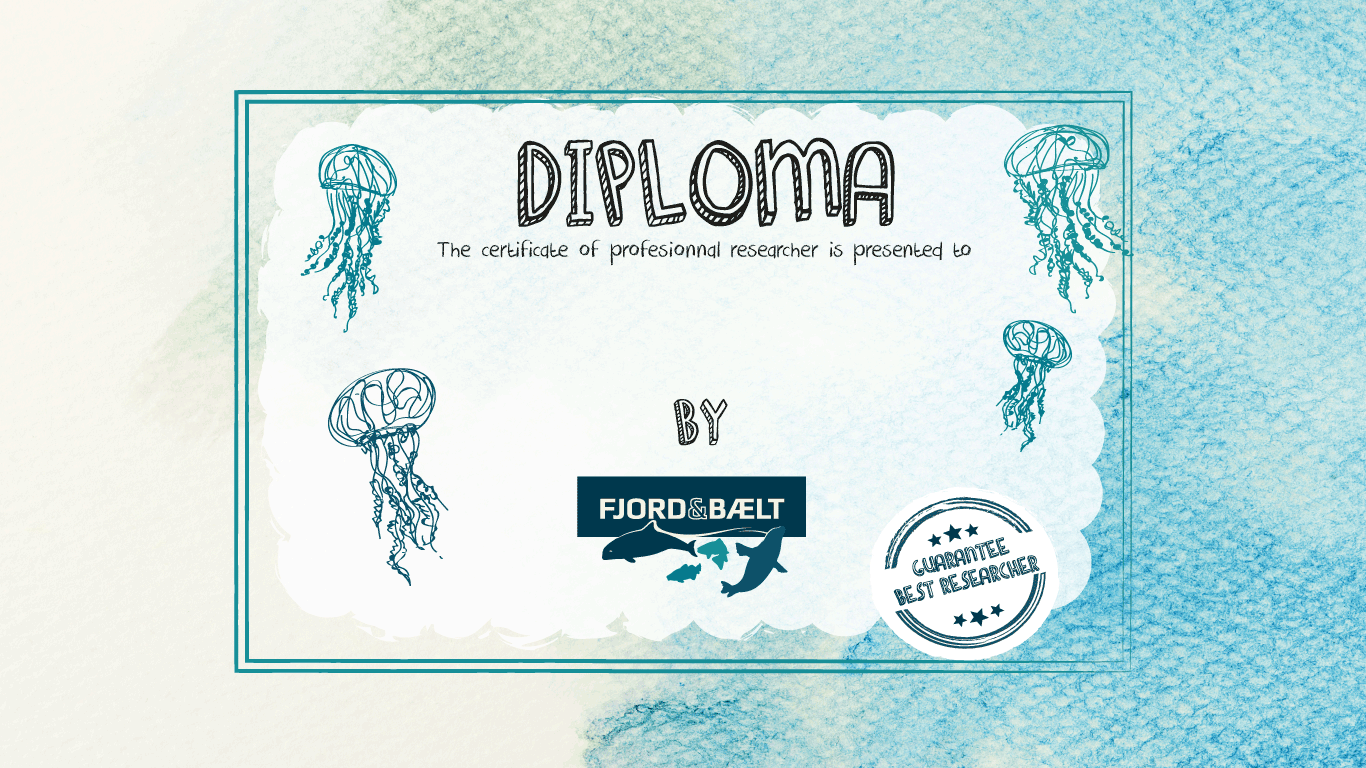 DIPLOMA
The certificate of profesionnal researcher is presented to
BY
FJORD&BÆLT
GUARANTEE
BEST RESEARCHER